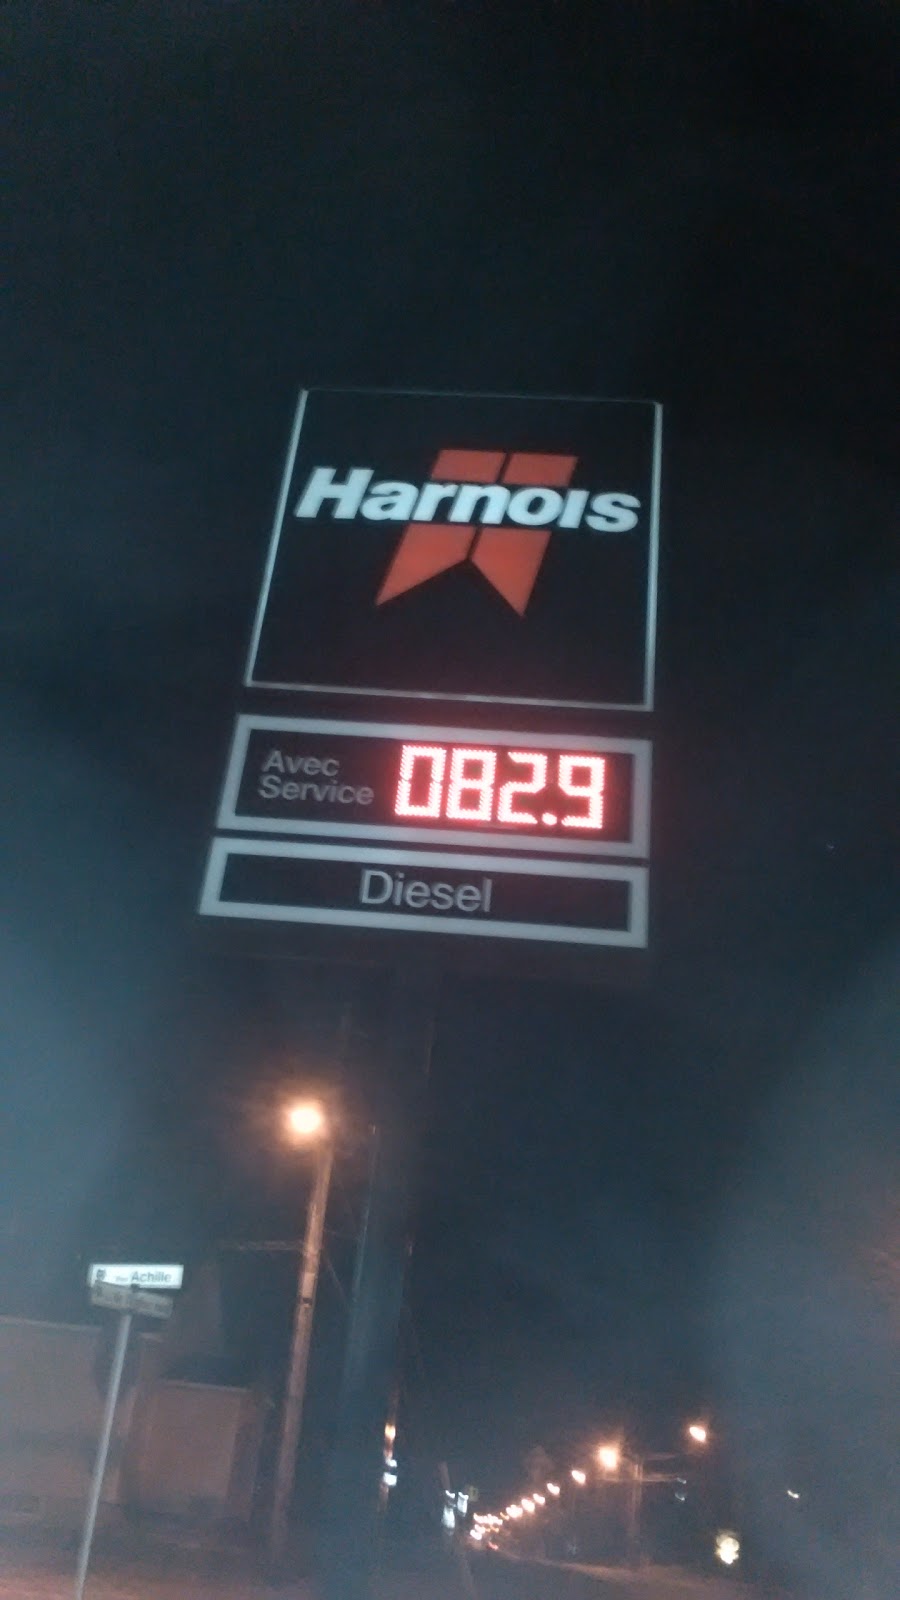 Harnois
Avec
Service
082.9
Diesel
Achille